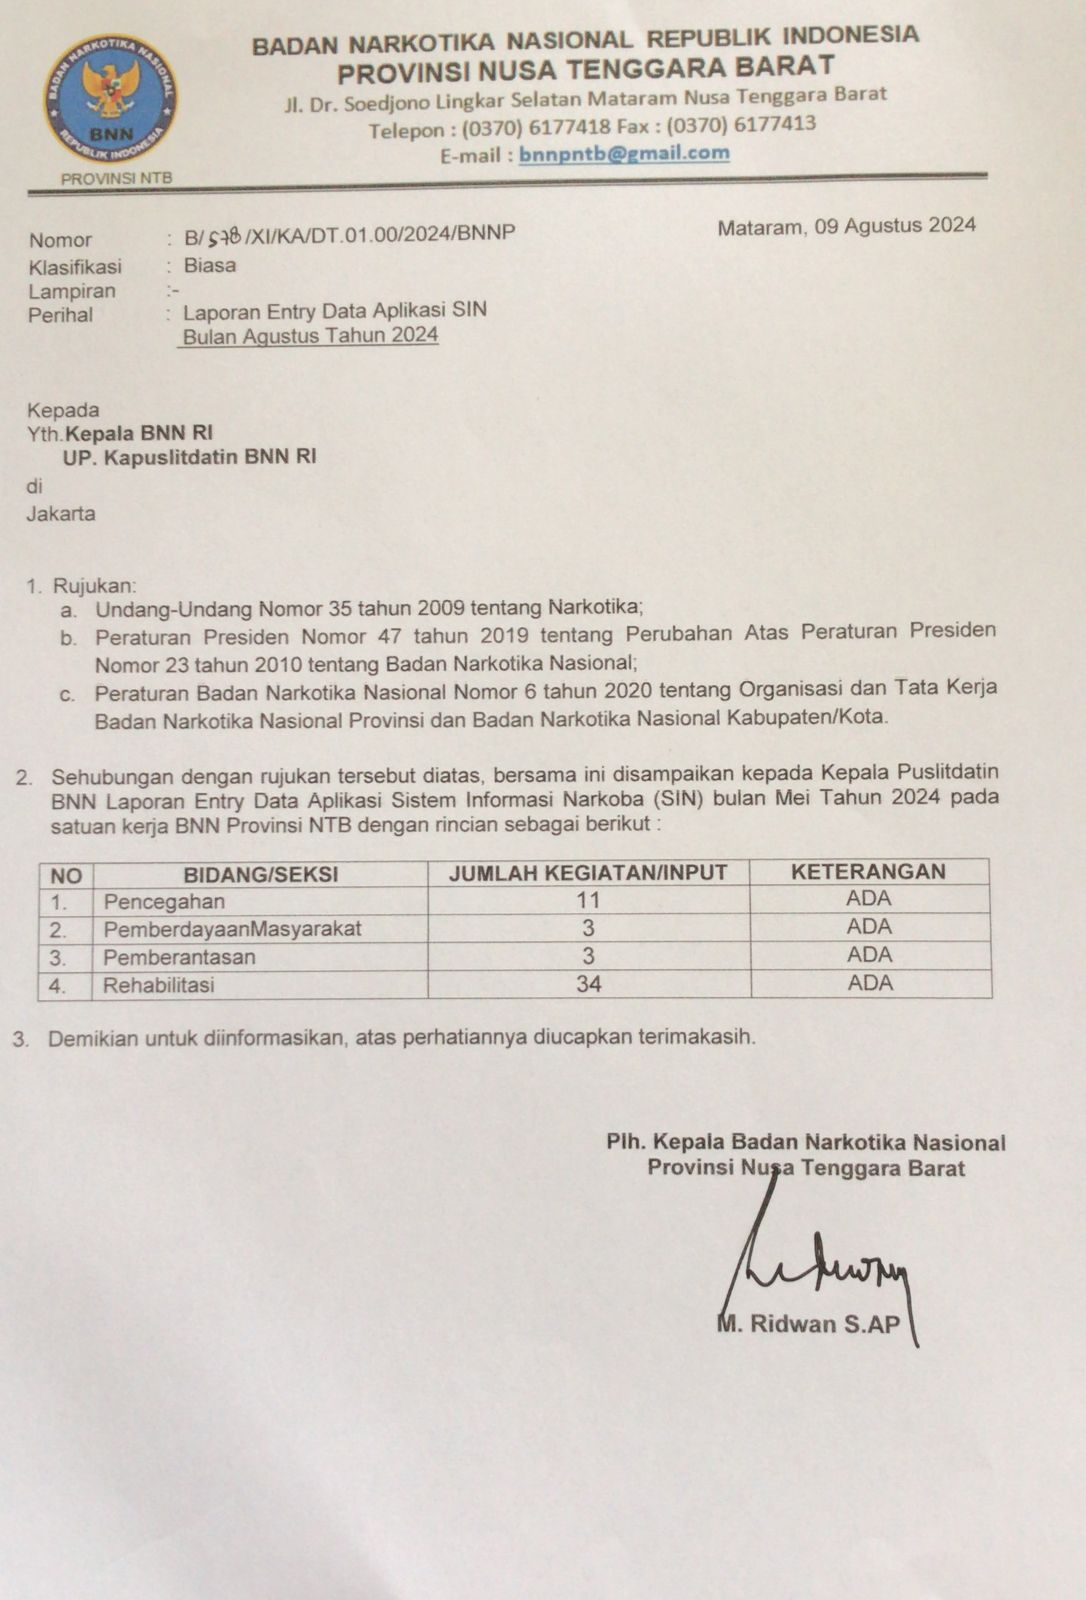 BADAN NARKOTIKA NASIONAL
BNN
REPUBLIK INDONESIA
PROVINSI NTB
BADAN NARKOTIKA NASIONAL REPUBLIK INDONESIA
PROVINSI NUSA TENGGARA BARAT
Jl. Dr. Soedjono Lingkar Selatan Mataram Nusa Tenggara Barat
Telepon : (0370) 6177418 Fax : (0370) 6177413
E-mail : bnnpntb@gmail.com
Nomor : B/578/XI/KA/DT.01.00/2024/BNNP Mataram, 09 Agustus 2024
Klasifikasi : Biasa
Lampiran :-
Perihal : Laporan Entry Data Aplikasi SIN
Bulan Agustus Tahun 2024
Kepada
Yth.Kepala BNN RI
UP. Kapuslitdatin BNN RI
di
Jakarta
1. Rujukan:
a. Undang-Undang Nomor 35 tahun 2009 tentang Narkotika;
b. Peraturan Presiden Nomor 47 tahun 2019 tentang Perubahan Atas Peraturan Presiden
Nomor 23 tahun 2010 tentang Badan Narkotika Nasional;
c. Peraturan Badan Narkotika Nasional Nomor 6 tahun 2020 tentang Organisasi dan Tata Kerja
Badan Narkotika Nasional Provinsi dan Badan Narkotika Nasional Kabupaten/Kota.
2. Sehubungan dengan rujukan tersebut diatas, bersama ini disampaikan kepada Kepala Puslitdatin
BNN Laporan Entry Data Aplikasi Sistem Informasi Narkoba (SIN) bulan Mei Tahun 2024 pada
satuan kerja BNN Provinsi NTB dengan rincian sebagai berikut :
NO BIDANG/SEKSI JUMLAH KEGIATAN/INPUT KETERANGAN
1. Pencegahan 11 ADA
2. PemberdayaanMasyarakat 3 ADA
3. Pemberantasan 3 ADA
4. Rehabilitasi 34 ADA
3. Demikian untuk diinformasikan, atas perhatiannya diucapkan terimakasih.
Plh. Kepala Badan Narkotika Nasional
Provinsi Nusa Tenggara Barat
M. Ridwan S.AP